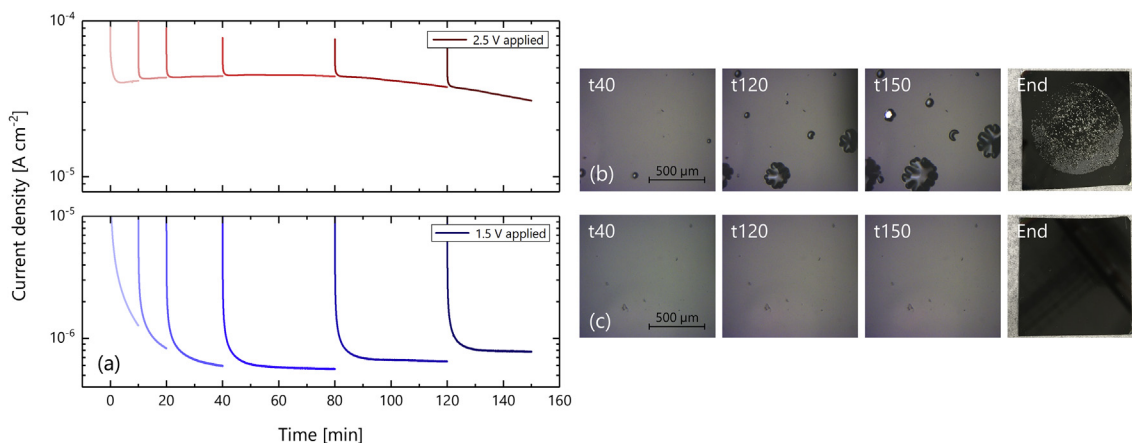 Current density [A cm⁻²]
10⁻⁴
10⁻⁵
2.5 V applied
10⁻⁵
10⁻⁶
1.5 V applied
(a)
0 20 40 60 80 100 120 140 160
Time [min]
t40 t120 t150 End
(b) 500 µm
t40 t120 t150 End
(c) 500 µm